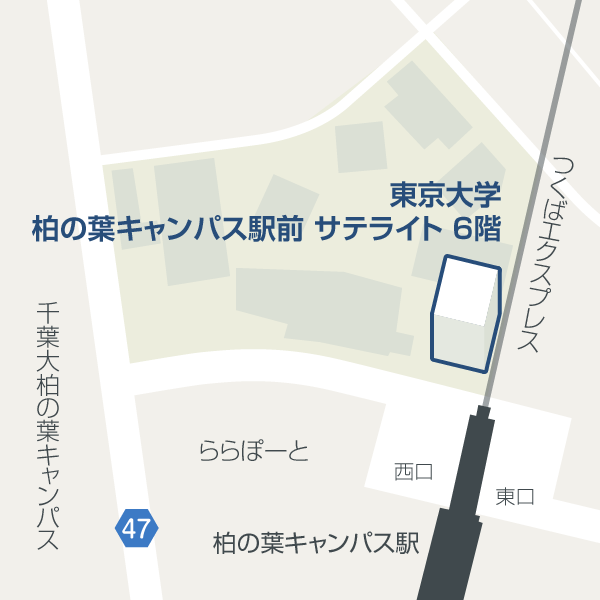 東京大学
柏の葉キャンパス駅前 サテライト 6階
つくばエクスプレス
千葉大柏の葉キャンパス
ららぽーと
西口
東口
47
柏の葉キャンパス駅